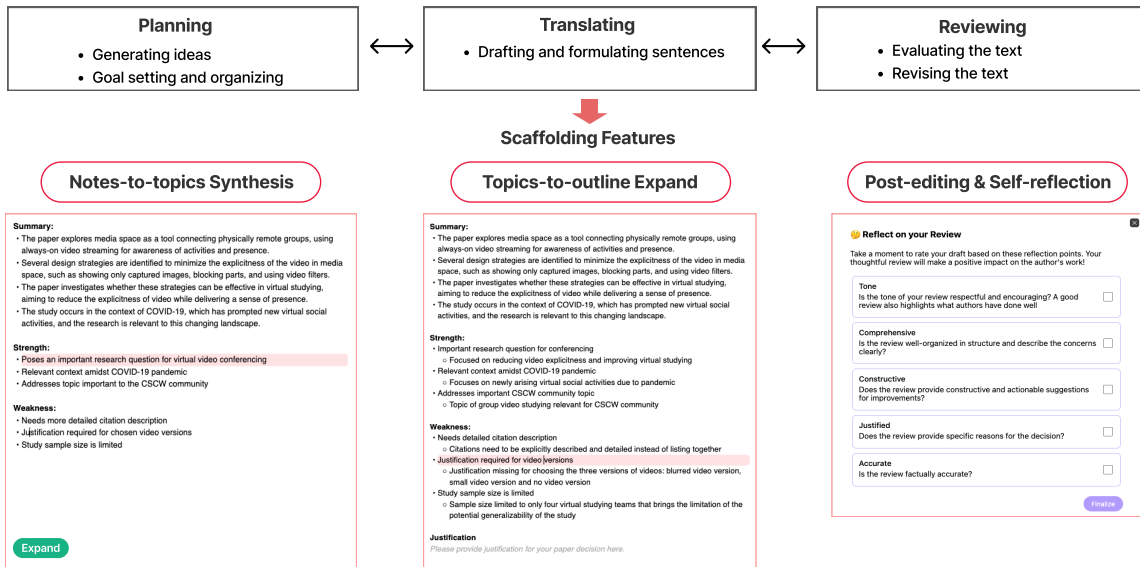 Planning
• Generating ideas
• Goal setting and organizing
Translating
• Drafting and formulating sentences
Reviewing
• Evaluating the text
• Revising the text
Scaffolding Features
Notes-to-topics Synthesis
Summary:
• The paper explores media space as a tool connecting physically remote groups, using
always-on video streaming for awareness of activities and presence.
• Several design strategies are identified to minimize the explicitness of the video in media
space, such as showing only captured images, blocking parts, and using video filters.
• The paper investigates whether these strategies can be effective in virtual studying,
aiming to reduce the explicitness of video while delivering a sense of presence.
• The study occurs in the context of COVID-19, which has prompted new virtual social
activities, and the research is relevant to this changing landscape.
Strength:
• Poses an important research question for virtual video conferencing
• Relevant context amidst COVID-19 pandemic
• Addresses topic important to the CSCW community
Weakness:
• Needs more detailed citation description
• Justification required for chosen video versions
• Study sample size is limited
Expand
Topics-to-outline Expand
Summary:
• The paper explores media space as a tool connecting physically remote groups, using
always-on video streaming for awareness of activities and presence.
• Several design strategies are identified to minimize the explicitness of the video in media
space, such as showing only captured images, blocking parts, and using video filters.
• The paper investigates whether these strategies can be effective in virtual studying,
aiming to reduce the explicitness of video while delivering a sense of presence.
• The study occurs in the context of COVID-19, which has prompted new virtual social
activities, and the research is relevant to this changing landscape.
Strength:
• Important research question for conferencing
○ Focused on reducing video explicitness and improving virtual studying
• Relevant context amidst COVID-19 pandemic
○ Focuses on newly arising virtual social activities due to pandemic
• Addresses important CSCW community topic
○ Topic of group video studying relevant for CSCW community
Weakness:
• Needs detailed citation description
○ Citations need to be explicitly described and detailed instead of listing together
• Justification required for video versions
○ Justification missing for choosing the three versions of videos: blurred video version,
small video version and no video version
• Study sample size is limited
○ Sample size limited to only four virtual studying teams that brings the limitation of the
potential generalizability of the study
Justification
Please provide justification for your paper decision here.
Post-editing & Self-reflection
🤔 Reflect on your Review
Take a moment to rate your draft based on these reflection points. Your
thoughtful review will make a positive impact on the author's work!
Tone
Is the tone of your review respectful and encouraging? A good
review also highlights what authors have done well
Comprehensive
Is the review well-organized in structure and describe the concerns
clearly?
Constructive
Does the review provide constructive and actionable suggestions
for improvements?
Justified
Does the review provide specific reasons for the decision?
Accurate
Is the review factually accurate?
Finalize